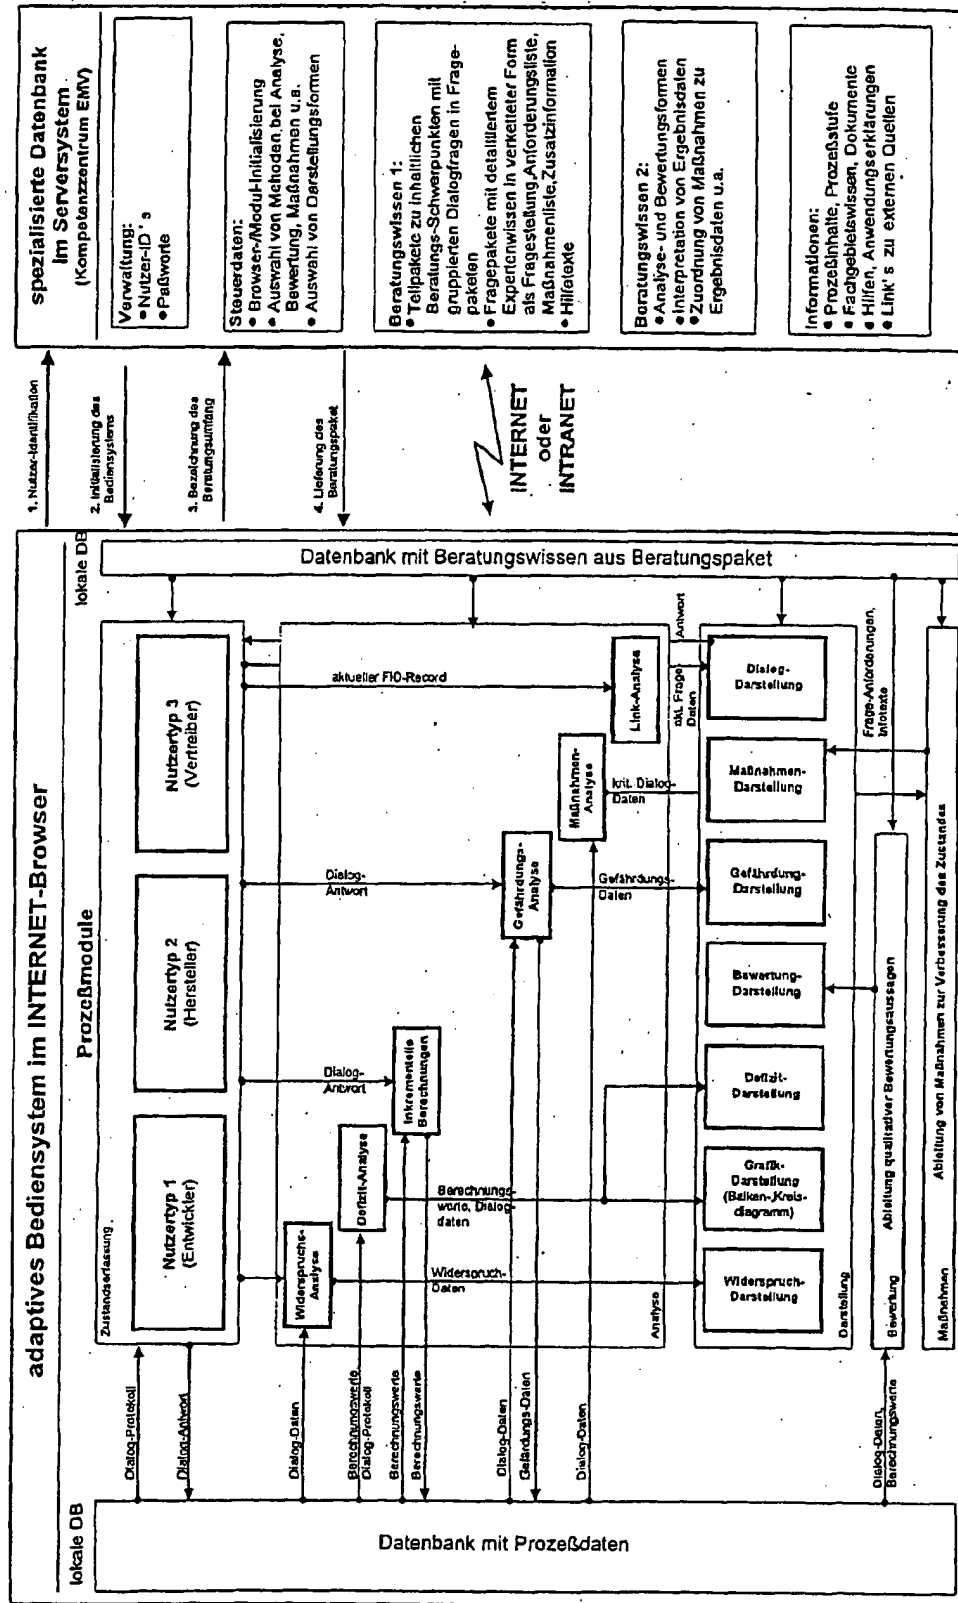 adaptives Bediensystem im INTERNET-Browser
lokale DB
Prozeßmodule
lokale DB
Datenbank mit Prozeßdaten
Dialog-Protokoll
Dialog-Antwort
Dialog-Daten
Berechnungswerte
Dialog-Protokoll
Berechnungswerte
Berechnungswerte
Dialog-Daten
Gefärdungs-Daten
Dialog-Daten
Dialog-Daten,
Berechnungswerte
Zustanderfassung
Nutzertyp 1
(Entwickler)
Nutzertyp 2
(Hersteller)
Nutzertyp 3
(Vertreiber)
Widerspruchs-
Analyse
Defizit-Analyse
Inkrementelle
Berechnungen
Gefährdungs-
Analyse
Maßnahmen-
Analyse
Link-Analyse
Analyse
Dialog-
Antwort
Dialog-
Antwort
aktueller FIO-Record
Widerspruch-
Daten
Berechnungs-
werte, Dialog-
daten
Gefährdungs-
Daten
krit. Dialog-
Daten
akt. Frage-
Daten
Antwort
Widerspruch-
Darstellung
Grafik-
Darstellung
(Balken-,Kreis-
diagramm)
Defizit-
Darstellung
Bewertung-
Darstellung
Gefährdung-
Darstellung
Maßnahmen-
Darstellung
Dialog-
Darstellung
Darstellung
Bewertung
Ableitung qualitativer Bewertungsaussagen
Frage-Anforderungen,
Infotexte
Maßnahmen
Ableitung von Maßnahmen zur Verbesserung des Zustandes
Datenbank mit Beratungswissen aus Beratungspaket
1. Nutzer-Identifikation
2. Initialisierung des
Bediensystems
3. Bezeichnung des
Beratungsumfang
4. Lieferung des
Beratungspaket
INTERNET
oder
INTRANET
spezialisierte Datenbank
im Serversystem
(Kompetenzzentrum EMV)
Verwaltung:
● Nutzer-ID's
● Paßworte
Steuerdaten:
● Browser-/Modul-Initialisierung
● Auswahl von Methoden bei Analyse,
Bewertung, Maßnahmen u.a.
● Auswahl von Darstellungsformen
Beratungswissen 1:
● Teilpakete zu inhaltlichen
Beratungs-Schwerpunkten mit
gruppierten Dialogfragen in Frage-
paketen
● Fragepakete mit detailliertem
Expertenwissen in verketteter Form
als Fragestellung,Anforderungsliste,
Maßnahmenliste,Zusatzinformation
● Hilfetexte
Beratungswissen 2:
● Analyse- und Bewertungsformen
● Interpretation von Ergebnisdaten
● Zuordnung von Maßnahmen zu
Ergebnisdaten u.a.
Informationen:
● Prozeßinhalte, Prozeßstufe
● Fachgebietswissen, Dokumente
● Hilfen, Anwendungserklärungen
● Link's zu externen Quellen